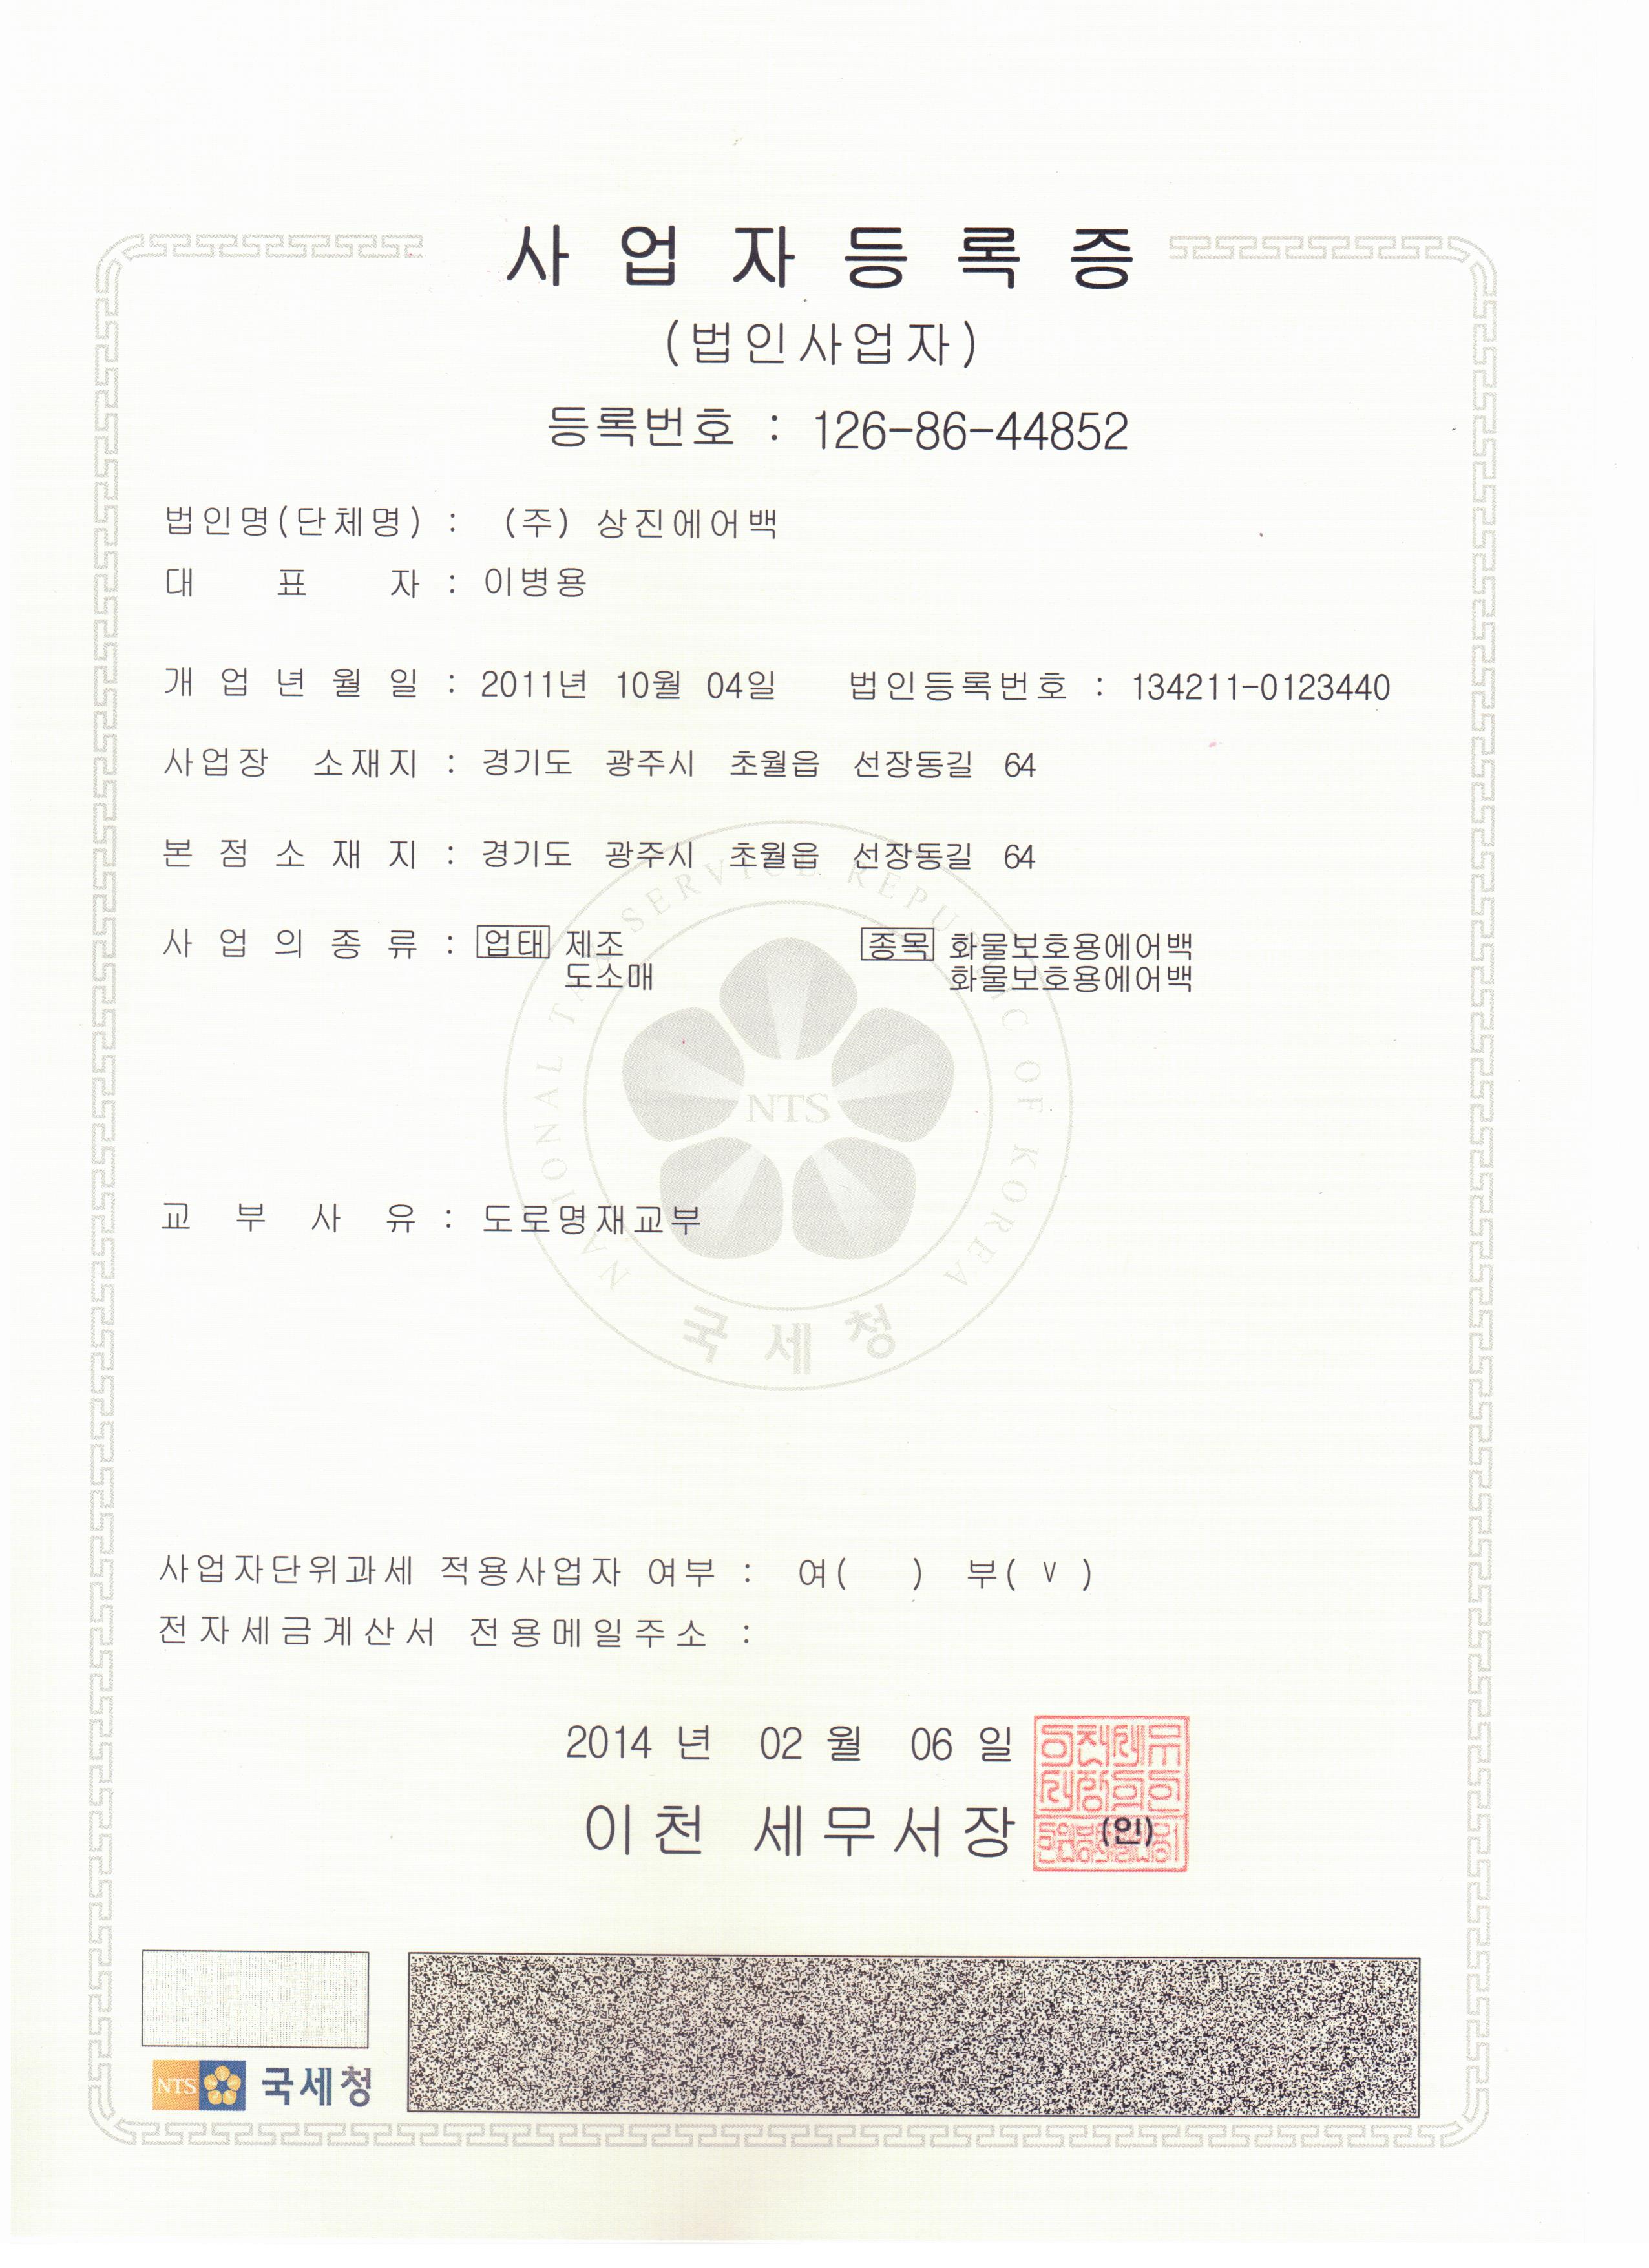 사업자등록증
(법인사업자)
등록번호 : 126-86-44852
법인명(단체명) : (주) 상진에어백
대 표 자 : 이병용
개 업 년 월 일 : 2011년 10월 04일 법인등록번호 : 134211-0123440
사업장 소재지 : 경기도 광주시 초월읍 선장동길 64
본 점 소 재 지 : 경기도 광주시 초월읍 선장동길 64
사 업 의 종 류 : 업태 제조 종목 화물보호용에어백
도소매 화물보호용에어백
NATIONAL TAX SERVICE REPUBLIC OF KOREA
NTS
국세청
교 부 사 유 : 도로명재교부
사업자단위과세 적용사업자 여부 : 여( ) 부( v )
전자세금계산서 전용메일주소 :
2014 년 02 월 06 일
이천 세무서장 (인)
NTS 국세청